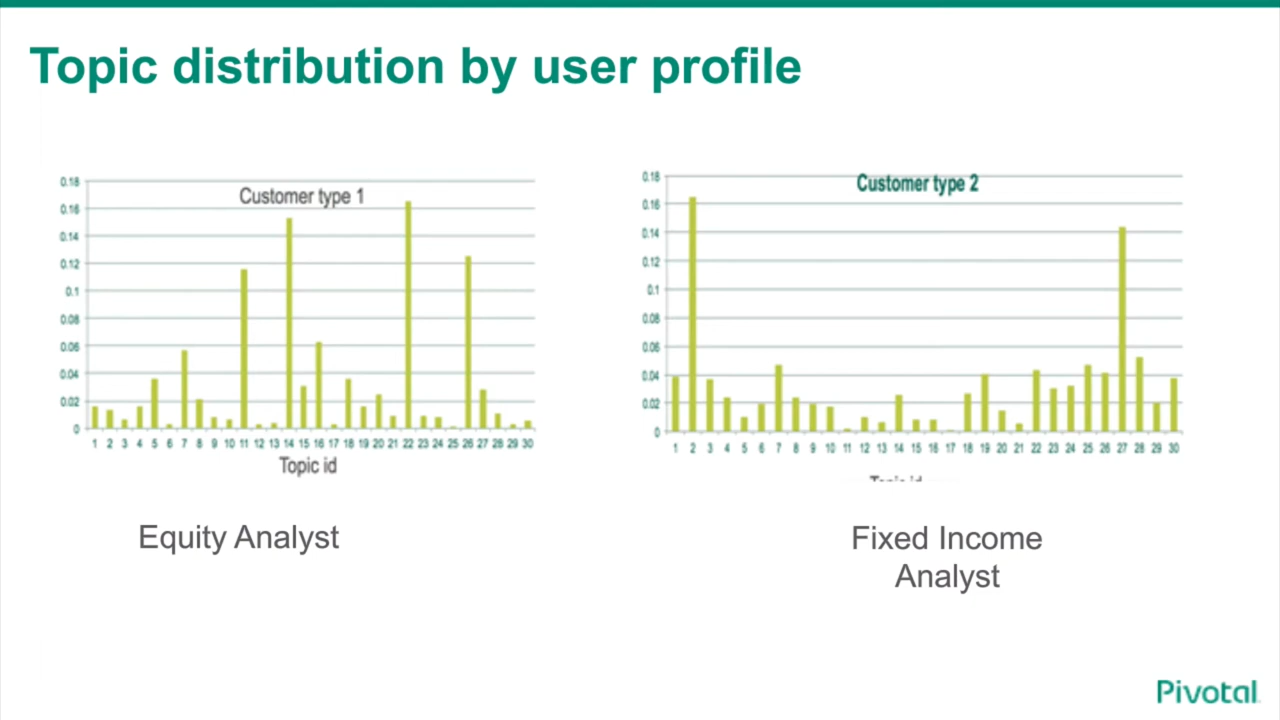 Topic distribution by user profile
Customer type 1
0.18
0.16
0.14
0.12
0.1
0.08
0.06
0.04
0.02
0
1 2 3 4 5 6 7 8 9 10 11 12 13 14 15 16 17 18 19 20 21 22 23 24 25 26 27 28 29 30
Topic id
Equity Analyst
Customer type 2
0.18
0.16
0.14
0.12
0.1
0.08
0.06
0.04
0.02
0
1 2 3 4 5 6 7 8 9 10 11 12 13 14 15 16 17 18 19 20 21 22 23 24 25 26 27 28 29 30
Fixed Income
Analyst
Pivotal